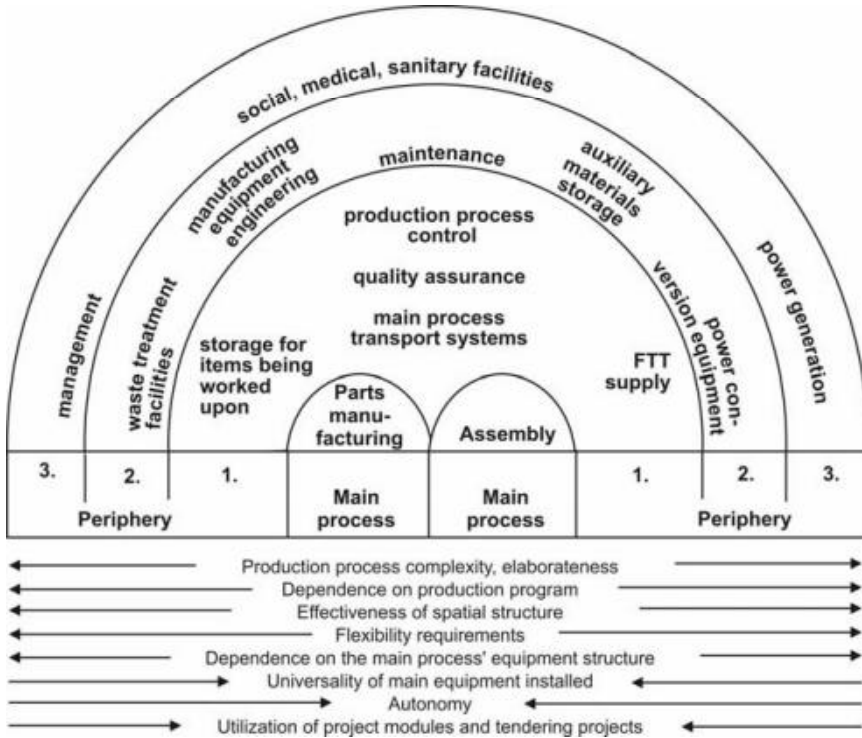 social, medical, sanitary facilities
manufacturing
equipment
engineering
maintenance
auxiliary
materials
storage
production process
control
quality assurance
main process
transport systems
management
waste treatment
facilities
storage for
items being
worked
upon
FTT
supply
power con-
version equipment
power generation
Parts
manu-
facturing
Assembly
3.
2.
1.
1.
2.
3.
Periphery
Main
process
Main
process
Periphery
Production process complexity, elaborateness
Dependence on production program
Effectiveness of spatial structure
Flexibility requirements
Dependence on the main process' equipment structure
Universality of main equipment installed
Autonomy
Utilization of project modules and tendering projects